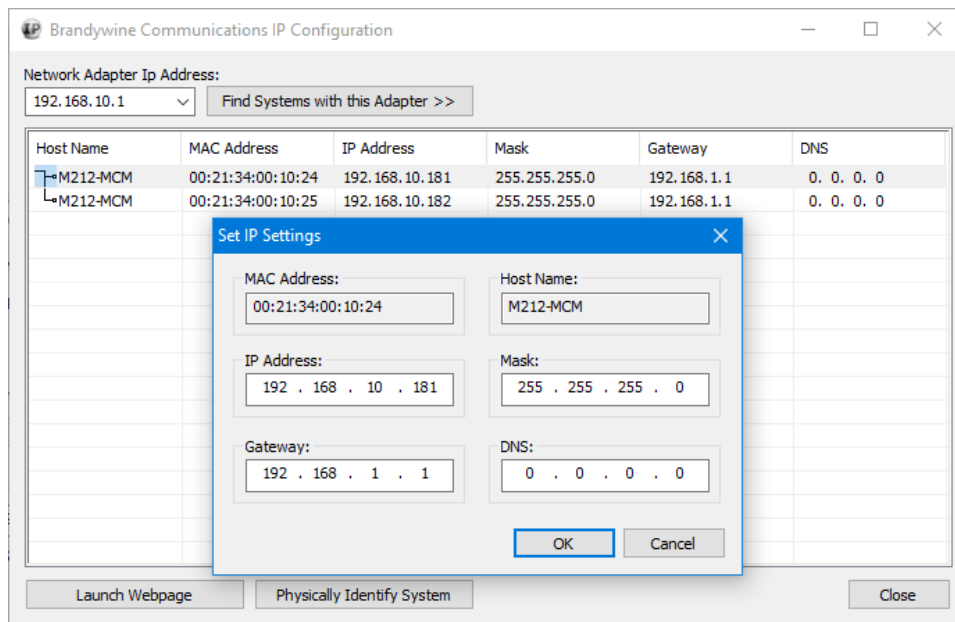 IP Brandywine Communications IP Configuration
Network Adapter Ip Address:
192.168.10.1 Find Systems with this Adapter >>
Host Name MAC Address IP Address Mask Gateway DNS
M212-MCM 00:21:34:00:10:24 192.168.10.181 255.255.255.0 192.168.1.1 0. 0. 0. 0
M212-MCM 00:21:34:00:10:25 192.168.10.182 255.255.255.0 192.168.1.1 0. 0. 0. 0
Set IP Settings
MAC Address: Host Name:
00:21:34:00:10:24 M212-MCM
IP Address: Mask:
192 . 168 . 10 . 181 255 . 255 . 255 . 0
Gateway: DNS:
192 . 168 . 1 . 1 0 . 0 . 0 . 0
OK Cancel
Launch Webpage Physically Identify System Close